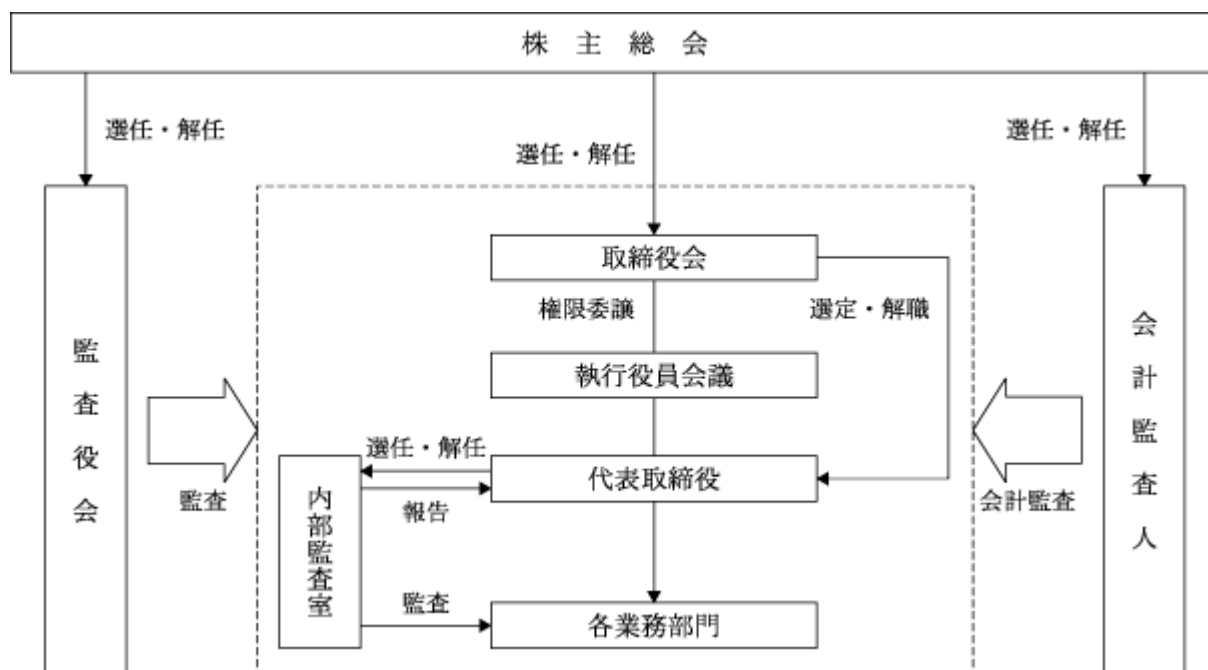 株主総会
選任・解任
選任・解任
選任・解任
取締役会
権限委譲
選定・解職
監査役会
会計監査人
執行役員会議
選任・解任
代表取締役
監査
報告
会計監査
内部監査室
監査
各業務部門